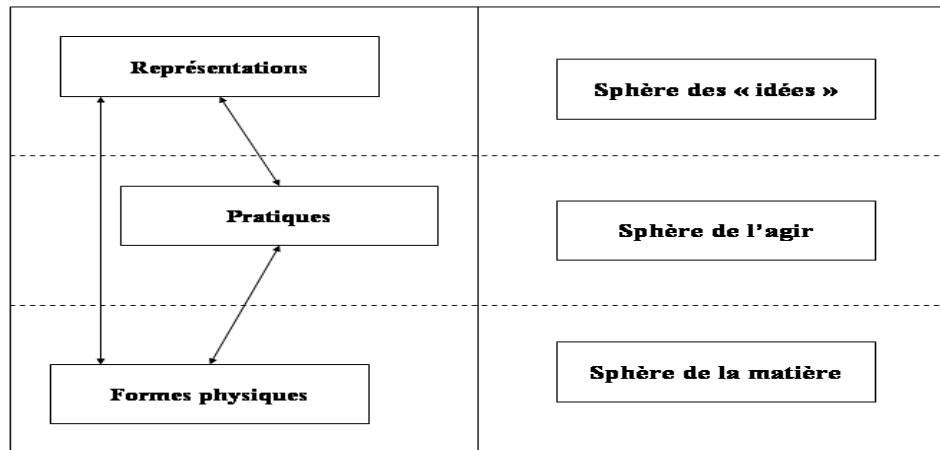 Représentations
Sphère des « idées »
Pratiques
Sphère de l’agir
Formes physiques
Sphère de la matière